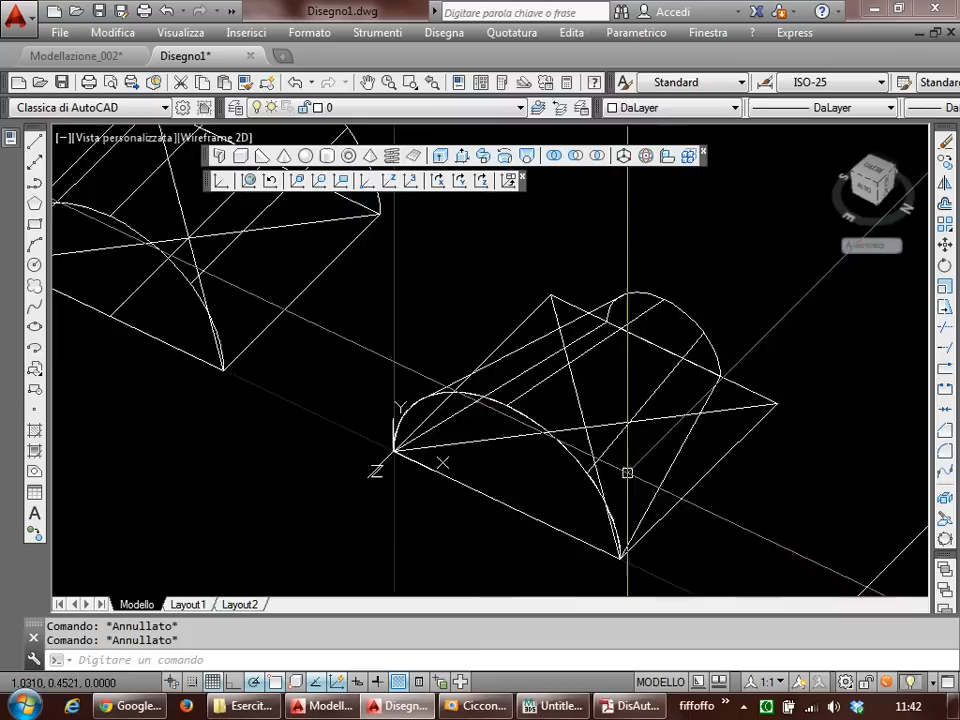 Disegno1.dwg
Digitare parola chiave o frase
Accedi
File Modifica Visualizza Inserisci Formato Strumenti Disegna Quotatura Edita Parametrico Finestra ? Express
Modellazione_002* Disegno1*
Standard ISO-25 Standar
Classica di AutoCAD 0 DaLayer DaLayer Da
[−][Vista personalizzata][Wireframe 2D]
S E N
Y
X
Z
Modello Layout1 Layout2
Comando: *Annullato*
Comando: *Annullato*
Digitare un comando
1.0310, 0.4521, 0.0000 MODELLO 1:1
Google... Esercit... Modell... Disegn... Ciccon... Untitle... DisAut... fiffoffo 11:42